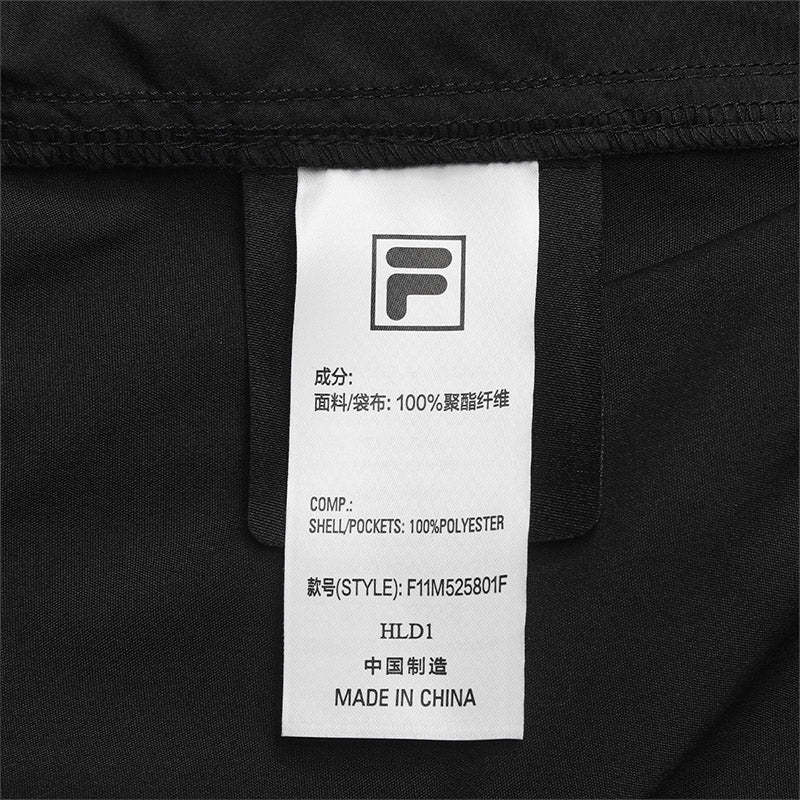 F
成分:
面料/袋布: 100%聚酯纤维
COMP.:
SHELL/POCKETS: 100%POLYESTER
款号(STYLE): F11M525801F
HLD1
中国制造
MADE IN CHINA